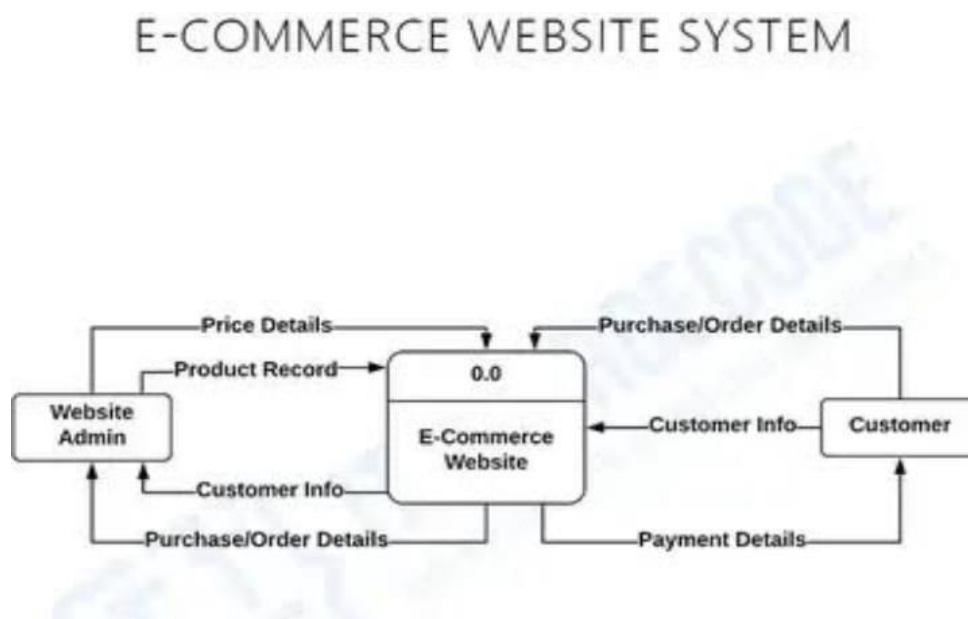 E-COMMERCE WEBSITE SYSTEM
Price Details
Purchase/Order Details
Product Record
0.0
Website
Admin
E-Commerce
Website
Customer Info
Customer
Customer Info
Purchase/Order Details
Payment Details